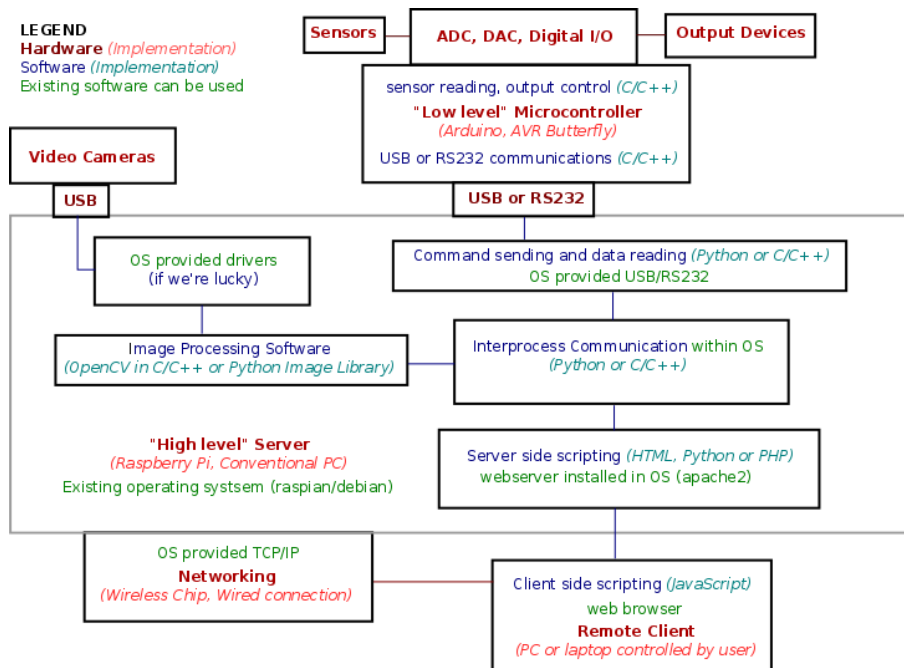 LEGEND
Hardware (Implementation)
Software (Implementation)
Existing software can be used
Sensors
ADC, DAC, Digital I/O
Output Devices
sensor reading, output control (C/C++)
"Low level" Microcontroller
(Arduino, AVR Butterfly)
USB or RS232 communications (C/C++)
Video Cameras
USB
USB or RS232
OS provided drivers
(if we're lucky)
Command sending and data reading (Python or C/C++)
OS provided USB/RS232
Image Processing Software
(OpenCV in C/C++ or Python Image Library)
Interprocess Communication within OS
(Python or C/C++)
"High level" Server
(Raspberry Pi, Conventional PC)
Existing operating systsem (raspian/debian)
Server side scripting (HTML, Python or PHP)
webserver installed in OS (apache2)
OS provided TCP/IP
Networking
(Wireless Chip, Wired connection)
Client side scripting (JavaScript)
web browser
Remote Client
(PC or laptop controlled by user)